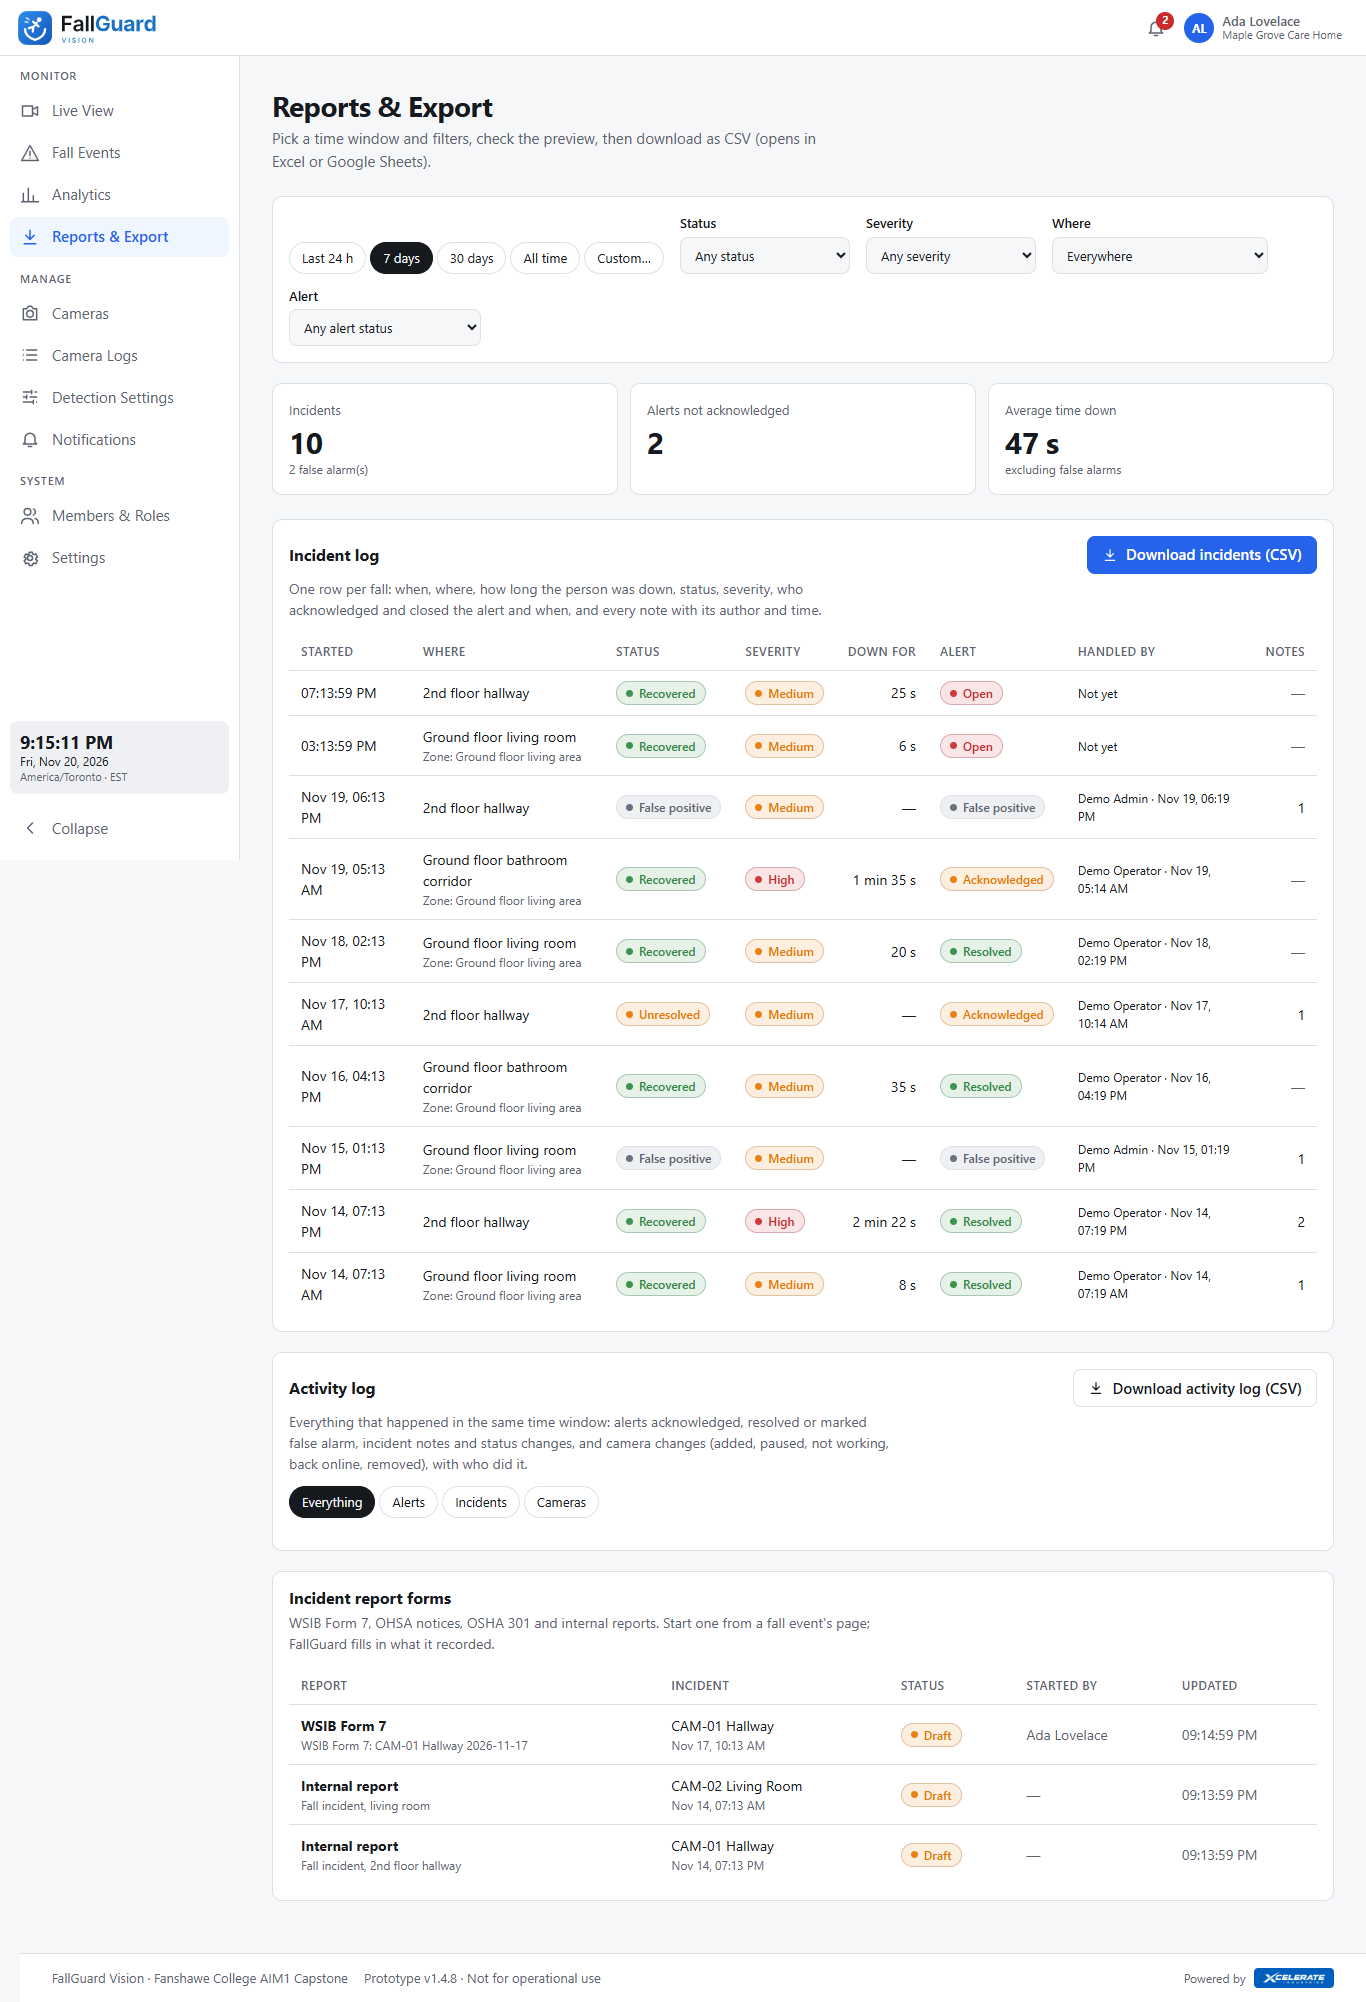 FallGuard
VISION
2
AL
Ada Lovelace
Maple Grove Care Home
MONITOR
Live View
Fall Events
Analytics
Reports & Export
MANAGE
Cameras
Camera Logs
Detection Settings
Notifications
SYSTEM
Members & Roles
Settings
9:15:11 PM
Fri, Nov 20, 2026
America/Toronto · EST
Collapse
Reports & Export
Pick a time window and filters, check the preview, then download as CSV (opens in
Excel or Google Sheets).
Last 24 h 7 days 30 days All time Custom...
Status
Any status
Severity
Any severity
Where
Everywhere
Alert
Any alert status
Incidents
10
2 false alarm(s)
Alerts not acknowledged
2
Average time down
47 s
excluding false alarms
Incident log
Download incidents (CSV)
One row per fall: when, where, how long the person was down, status, severity, who
acknowledged and closed the alert and when, and every note with its author and time.
STARTED WHERE STATUS SEVERITY DOWN FOR ALERT HANDLED BY NOTES
07:13:59 PM 2nd floor hallway Recovered Medium 25 s Open Not yet —
03:13:59 PM Ground floor living room Recovered Medium 6 s Open Not yet —
Zone: Ground floor living area
Nov 19, 06:13 2nd floor hallway False positive Medium — False positive Demo Admin · Nov 19, 06:19 1
PM PM
Nov 19, 05:13 Ground floor bathroom Recovered High 1 min 35 s Acknowledged Demo Operator · Nov 19, —
AM corridor 05:14 AM
Zone: Ground floor living area
Nov 18, 02:13 Ground floor living room Recovered Medium 20 s Resolved Demo Operator · Nov 18, —
PM Zone: Ground floor living area 02:19 PM
Nov 17, 10:13 2nd floor hallway Unresolved Medium — Acknowledged Demo Operator · Nov 17, 1
AM 10:14 AM
Nov 16, 04:13 Ground floor bathroom Recovered Medium 35 s Resolved Demo Operator · Nov 16, —
PM corridor 04:19 PM
Zone: Ground floor living area
Nov 15, 01:13 Ground floor living room False positive Medium — False positive Demo Admin · Nov 15, 01:19 1
PM Zone: Ground floor living area PM
Nov 14, 07:13 2nd floor hallway Recovered High 2 min 22 s Resolved Demo Operator · Nov 14, 2
PM 07:19 PM
Nov 14, 07:13 Ground floor living room Recovered Medium 8 s Resolved Demo Operator · Nov 14, 1
AM Zone: Ground floor living area 07:19 AM
Activity log
Download activity log (CSV)
Everything that happened in the same time window: alerts acknowledged, resolved or marked
false alarm, incident notes and status changes, and camera changes (added, paused, not working,
back online, removed), with who did it.
Everything Alerts Incidents Cameras
Incident report forms
WSIB Form 7, OHSA notices, OSHA 301 and internal reports. Start one from a fall event's page;
FallGuard fills in what it recorded.
REPORT INCIDENT STATUS STARTED BY UPDATED
WSIB Form 7 CAM-01 Hallway Draft Ada Lovelace 09:14:59 PM
WSIB Form 7: CAM-01 Hallway 2026-11-17 Nov 17, 10:13 AM
Internal report CAM-02 Living Room Draft — 09:13:59 PM
Fall incident, living room Nov 14, 07:13 AM
Internal report CAM-01 Hallway Draft — 09:13:59 PM
Fall incident, 2nd floor hallway Nov 14, 07:13 PM
FallGuard Vision · Fanshawe College AIM1 Capstone Prototype v1.4.8 · Not for operational use
Powered by XCELERATE